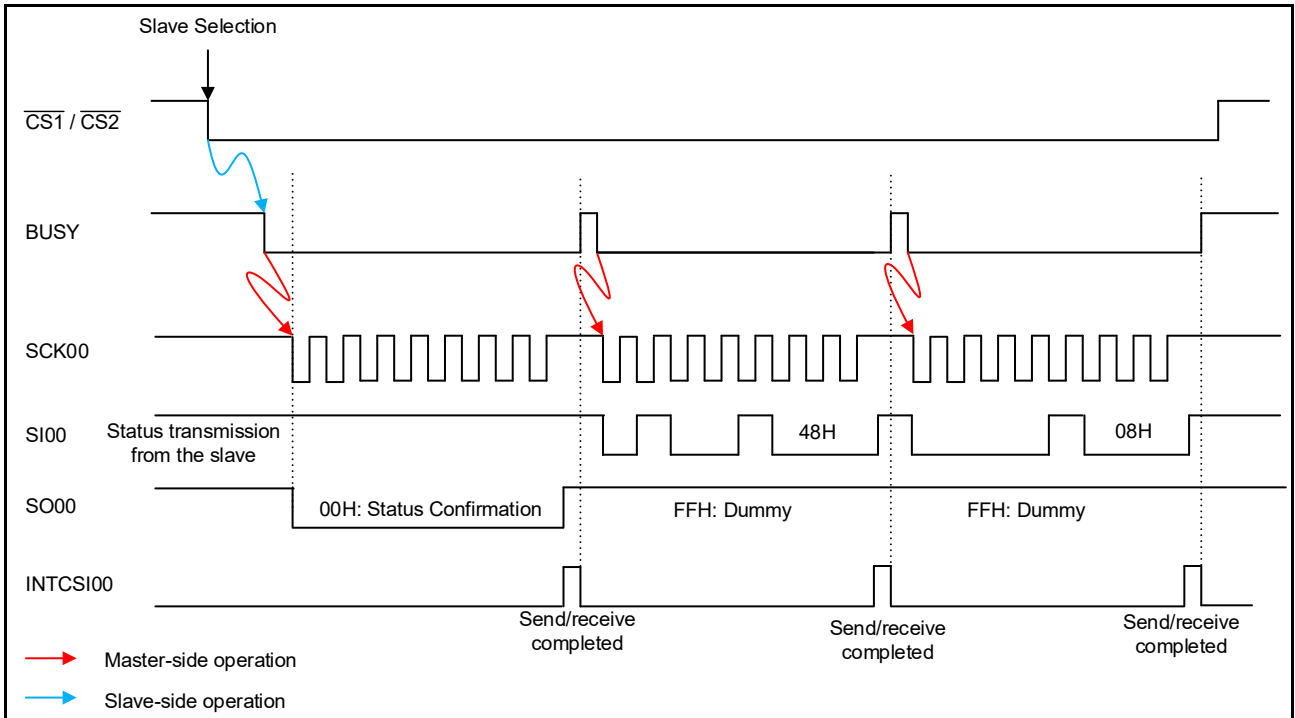 Slave Selection
CS1 / CS2
BUSY
SCK00
SI00
Status transmission
from the slave
48H
08H
SO00
00H: Status Confirmation
FFH: Dummy
FFH: Dummy
INTCSI00
Send/receive
completed
Send/receive
completed
Send/receive
completed
Master-side operation
Slave-side operation